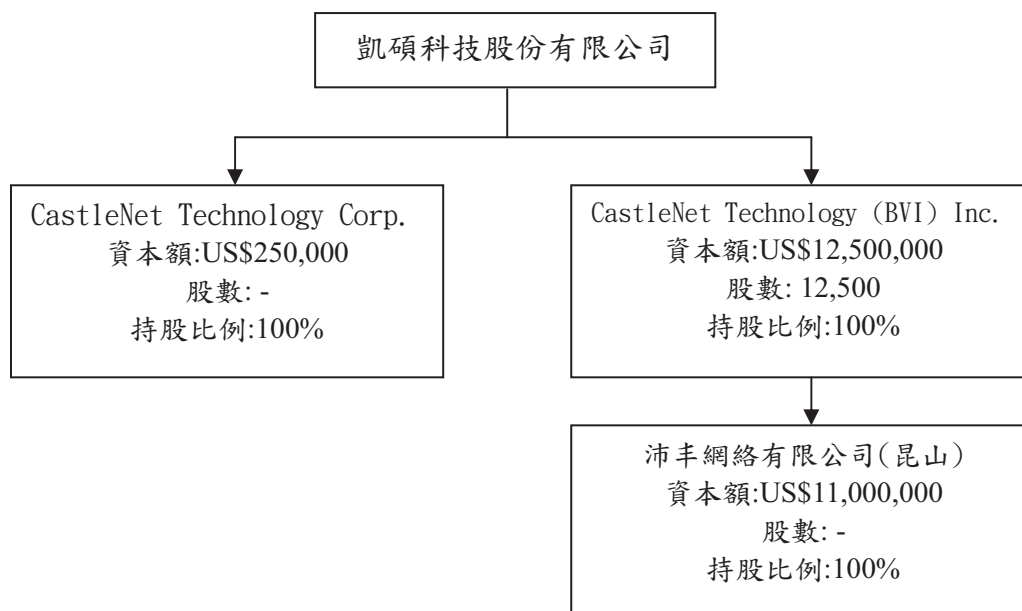 凱碩科技股份有限公司
CastleNet Technology Corp.
資本額:US$250,000
股數: -
持股比例:100%
CastleNet Technology (BVI) Inc.
資本額:US$12,500,000
股數: 12,500
持股比例:100%
沛丰網絡有限公司(昆山)
資本額:US$11,000,000
股數: -
持股比例:100%